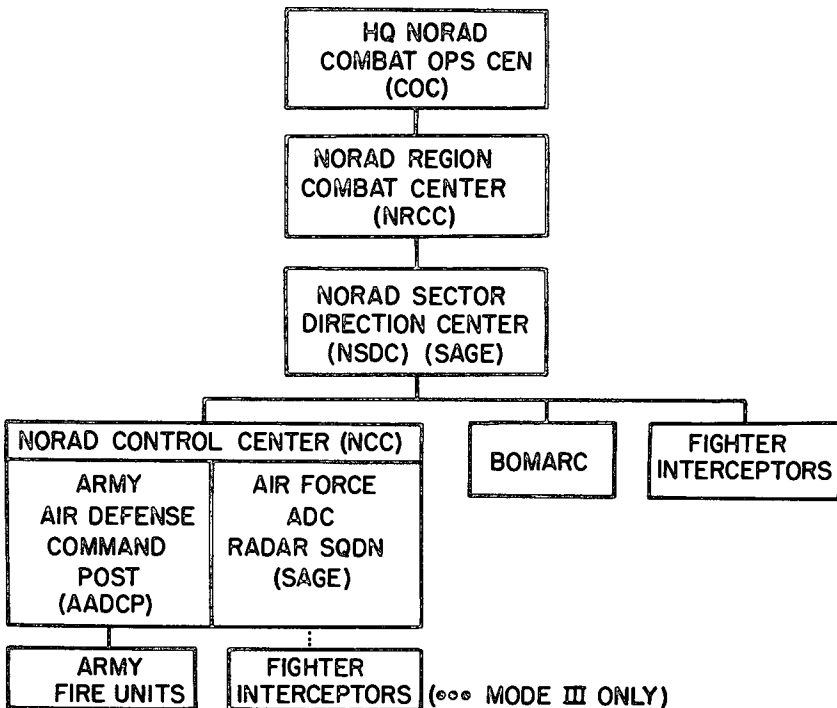 HQ NORAD
COMBAT OPS CEN
(COC)
NORAD REGION
COMBAT CENTER
(NRCC)
NORAD SECTOR
DIRECTION CENTER
(NSDC) (SAGE)
NORAD CONTROL CENTER (NCC)
ARMY
AIR DEFENSE
COMMAND
POST
(AADCP)
AIR FORCE
ADC
RADAR SQDN
(SAGE)
BOMARC
FIGHTER
INTERCEPTORS
ARMY
FIRE UNITS
FIGHTER
INTERCEPTORS
(∘∘∘ MODE III ONLY)